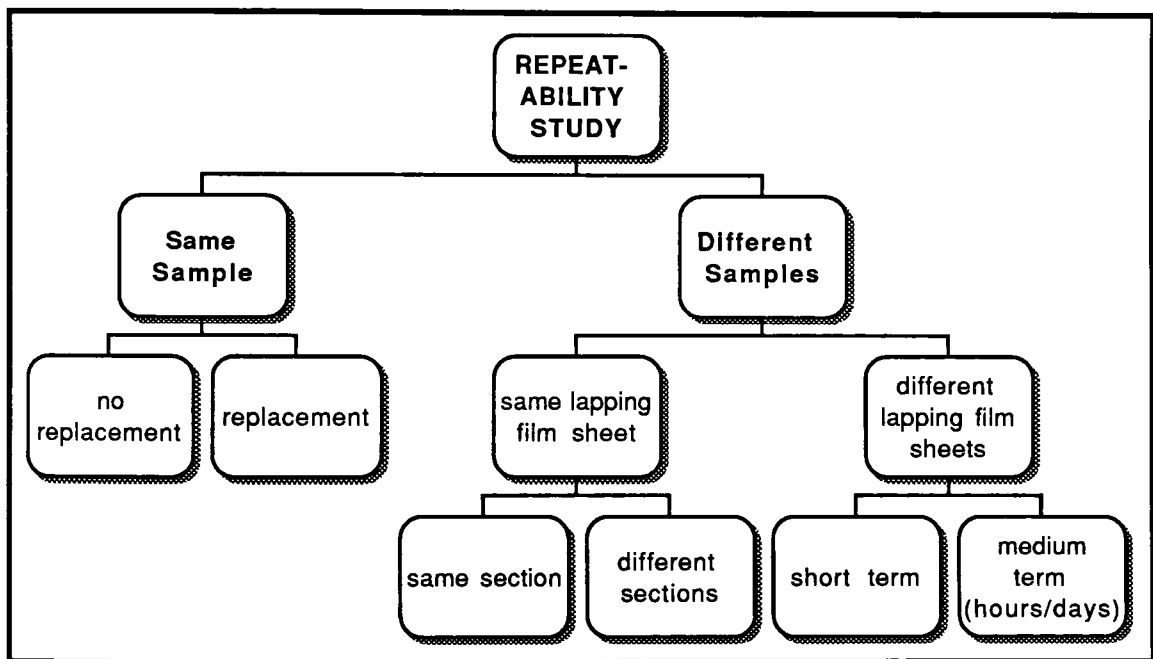 REPEAT-
ABILITY
STUDY
Same
Sample
Different
Samples
no
replacement
replacement
same lapping
film sheet
different
lapping film
sheets
same section
different
sections
short term
medium
term
(hours/days)